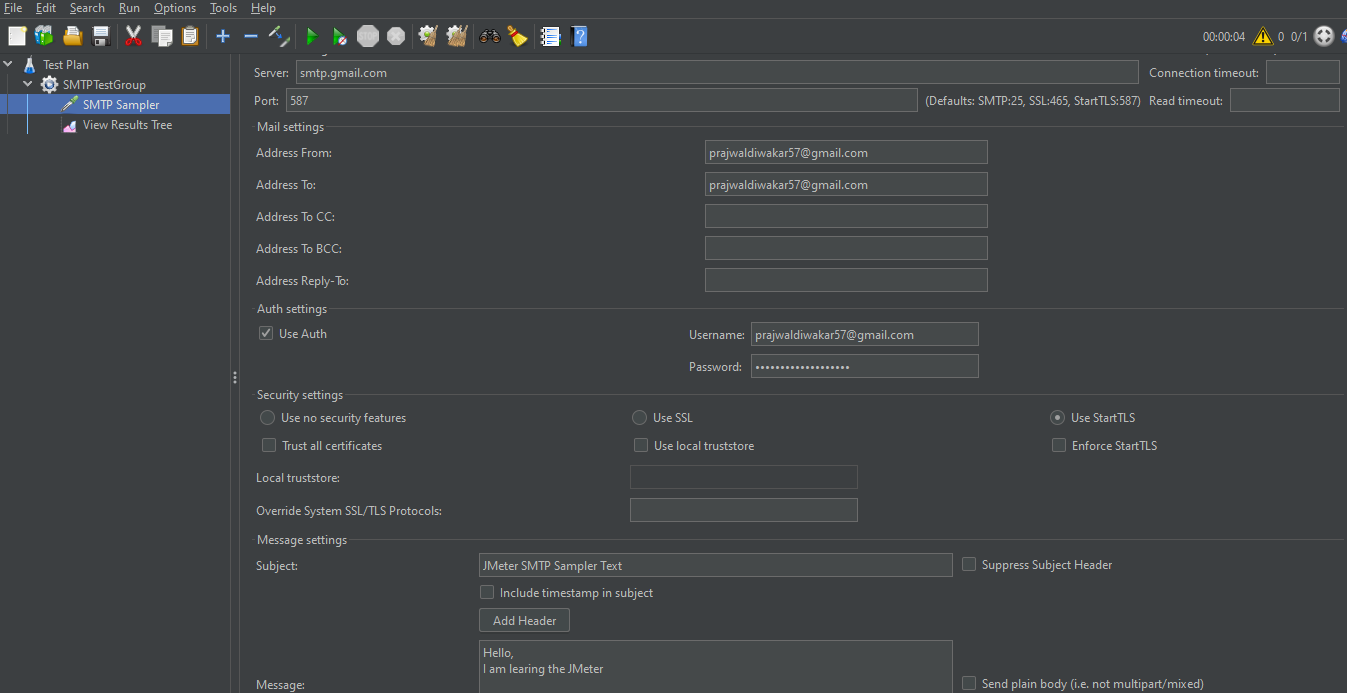 File Edit Search Run Options Tools Help
00:00:04 0 0/1
Test Plan
SMTPTestGroup
SMTP Sampler
View Results Tree
Server: smtp.gmail.com Connection timeout:
Port: 587 (Defaults: SMTP:25, SSL:465, StartTLS:587) Read timeout:
Mail settings
Address From: prajwaldiwakar57@gmail.com
Address To: prajwaldiwakar57@gmail.com
Address To CC:
Address To BCC:
Address Reply-To:
Auth settings
Use Auth Username: prajwaldiwakar57@gmail.com
Password: •••••••••••••••••••
Security settings
Use no security features Use SSL Use StartTLS
Trust all certificates Use local truststore Enforce StartTLS
Local truststore:
Override System SSL/TLS Protocols:
Message settings
Subject: JMeter SMTP Sampler Text Suppress Subject Header
Include timestamp in subject
Add Header
Hello,
I am learing the JMeter
Message: Send plain body (i.e. not multipart/mixed)